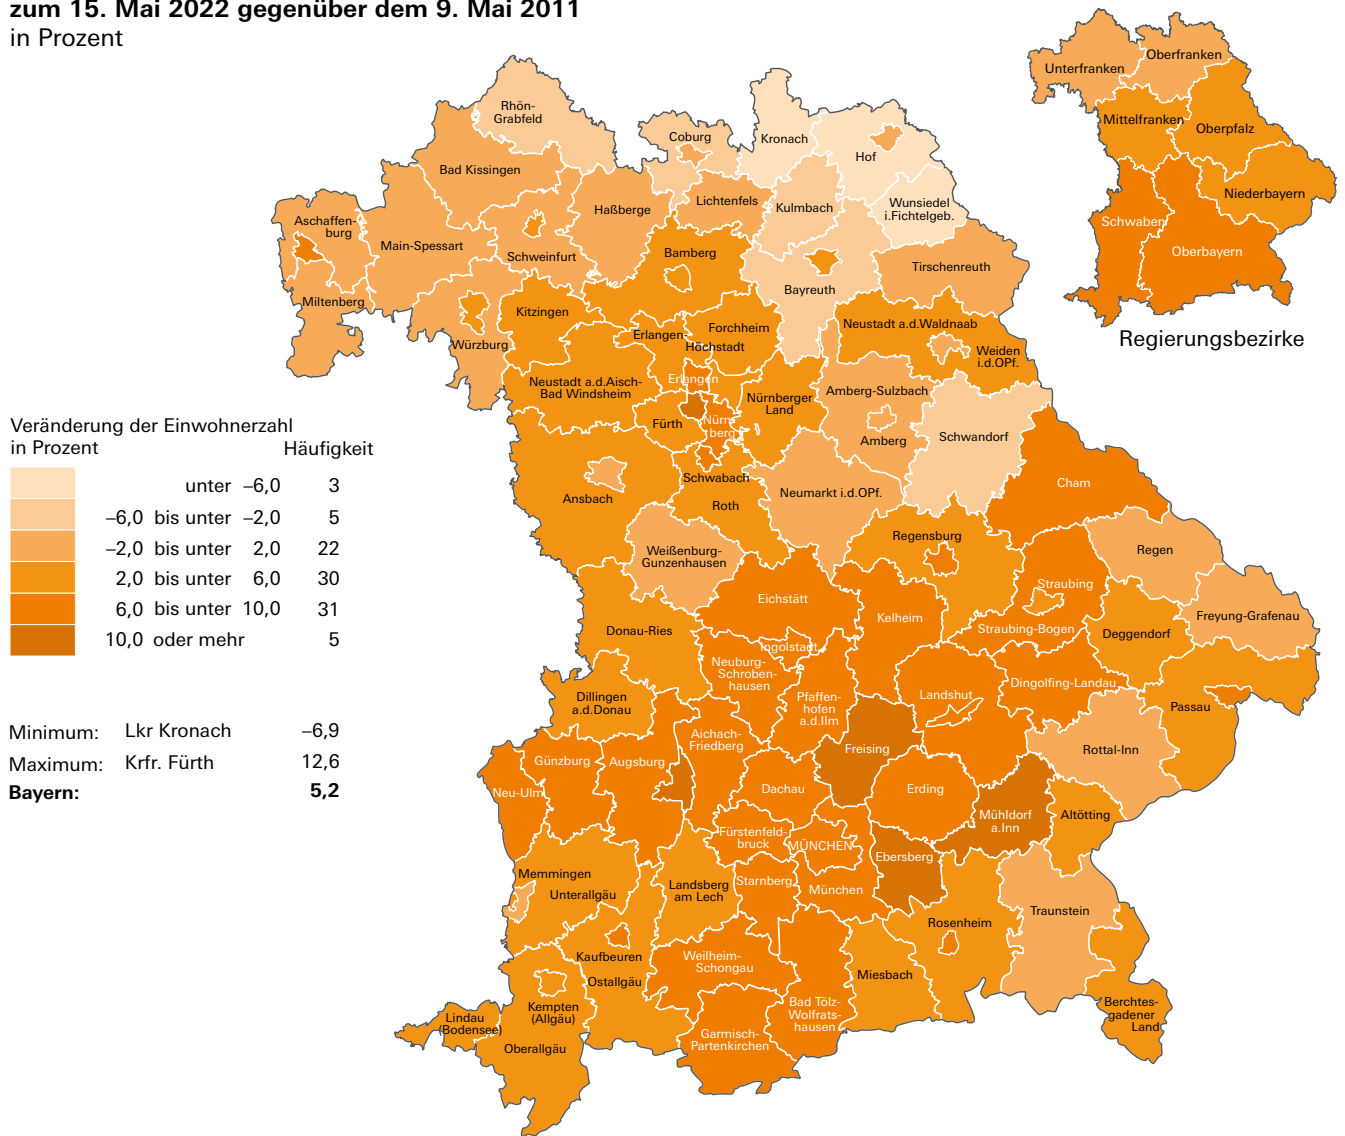 zum 15. Mai 2022 gegenüber dem 9. Mai 2011
in Prozent
Unterfranken
Oberfranken
Mittelfranken
Oberpfalz
Niederbayern
Schwaben
Oberbayern
Regierungsbezirke
Rhön-
Grabfeld
Coburg
Kronach
Hof
Bad Kissingen
Lichtenfels
Kulmbach
Wunsiedel
i.Fichtelgeb.
Haßberge
Aschaffen-
burg
Main-Spessart
Schweinfurt
Bamberg
Tirschenreuth
Bayreuth
Miltenberg
Kitzingen
Würzburg
Erlangen-
Höchstadt
Forchheim
Neustadt a.d.Waldnaab
Weiden
i.d.OPf.
Neustadt a.d.Aisch-
Bad Windsheim
Erlangen
Nürnberger
Land
Amberg-Sulzbach
Fürth
Nürn-
berg
Amberg
Schwandorf
Schwabach
Cham
Ansbach
Roth
Neumarkt i.d.OPf.
Regensburg
Weißenburg-
Gunzenhausen
Regen
Straubing
Eichstätt
Kelheim
Freyung-Grafenau
Donau-Ries
Straubing-Bogen
Deggendorf
Ingolstadt
Neuburg-
Schroben-
hausen
Dingolfing-Landau
Pfaffen-
hofen
a.d.Ilm
Landshut
Passau
Dillingen
a.d.Donau
Aichach-
Friedberg
Freising
Rottal-Inn
Günzburg
Augsburg
Neu-Ulm
Dachau
Erding
Mühldorf
a.Inn
Altötting
Fürstenfeld-
bruck
MÜNCHEN
Ebersberg
Memmingen
Unterallgäu
Landsberg
am Lech
Starnberg
München
Traunstein
Rosenheim
Kaufbeuren
Weilheim-
Schongau
Ostallgäu
Miesbach
Kempten
(Allgäu)
Bad Tölz-
Wolfrats-
hausen
Berchtes-
gadener
Land
Lindau
(Bodensee)
Garmisch-
Partenkirchen
Oberallgäu
Veränderung der Einwohnerzahl
in Prozent Häufigkeit
unter –6,0 3
–6,0 bis unter –2,0 5
–2,0 bis unter 2,0 22
2,0 bis unter 6,0 30
6,0 bis unter 10,0 31
10,0 oder mehr 5
Minimum: Lkr Kronach –6,9
Maximum: Krfr. Fürth 12,6
Bayern: 5,2